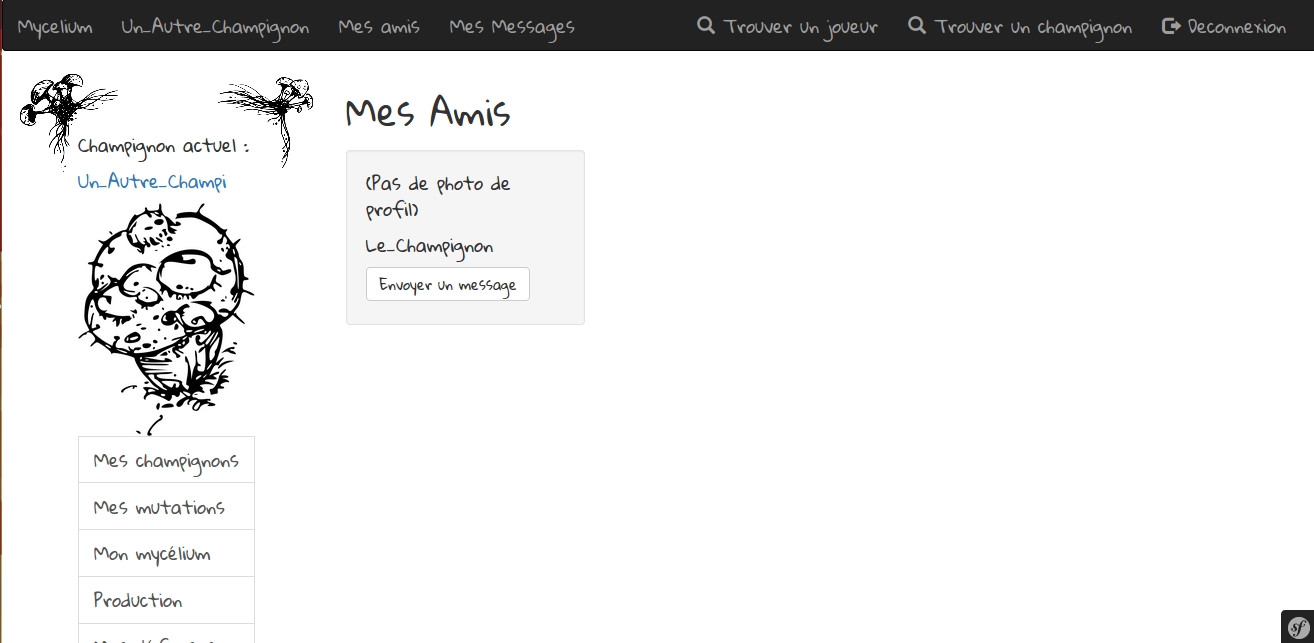 Mycelium Un_Autre_Champignon Mes amis Mes Messages Trouver un joueur Trouver un champignon Deconnexion
Champignon actuel :
Un_Autre_Champi
Mes champignons
Mes mutations
Mon mycélium
Production
Mes Amis
(Pas de photo de
profil)
Le_Champignon
Envoyer un message
sf